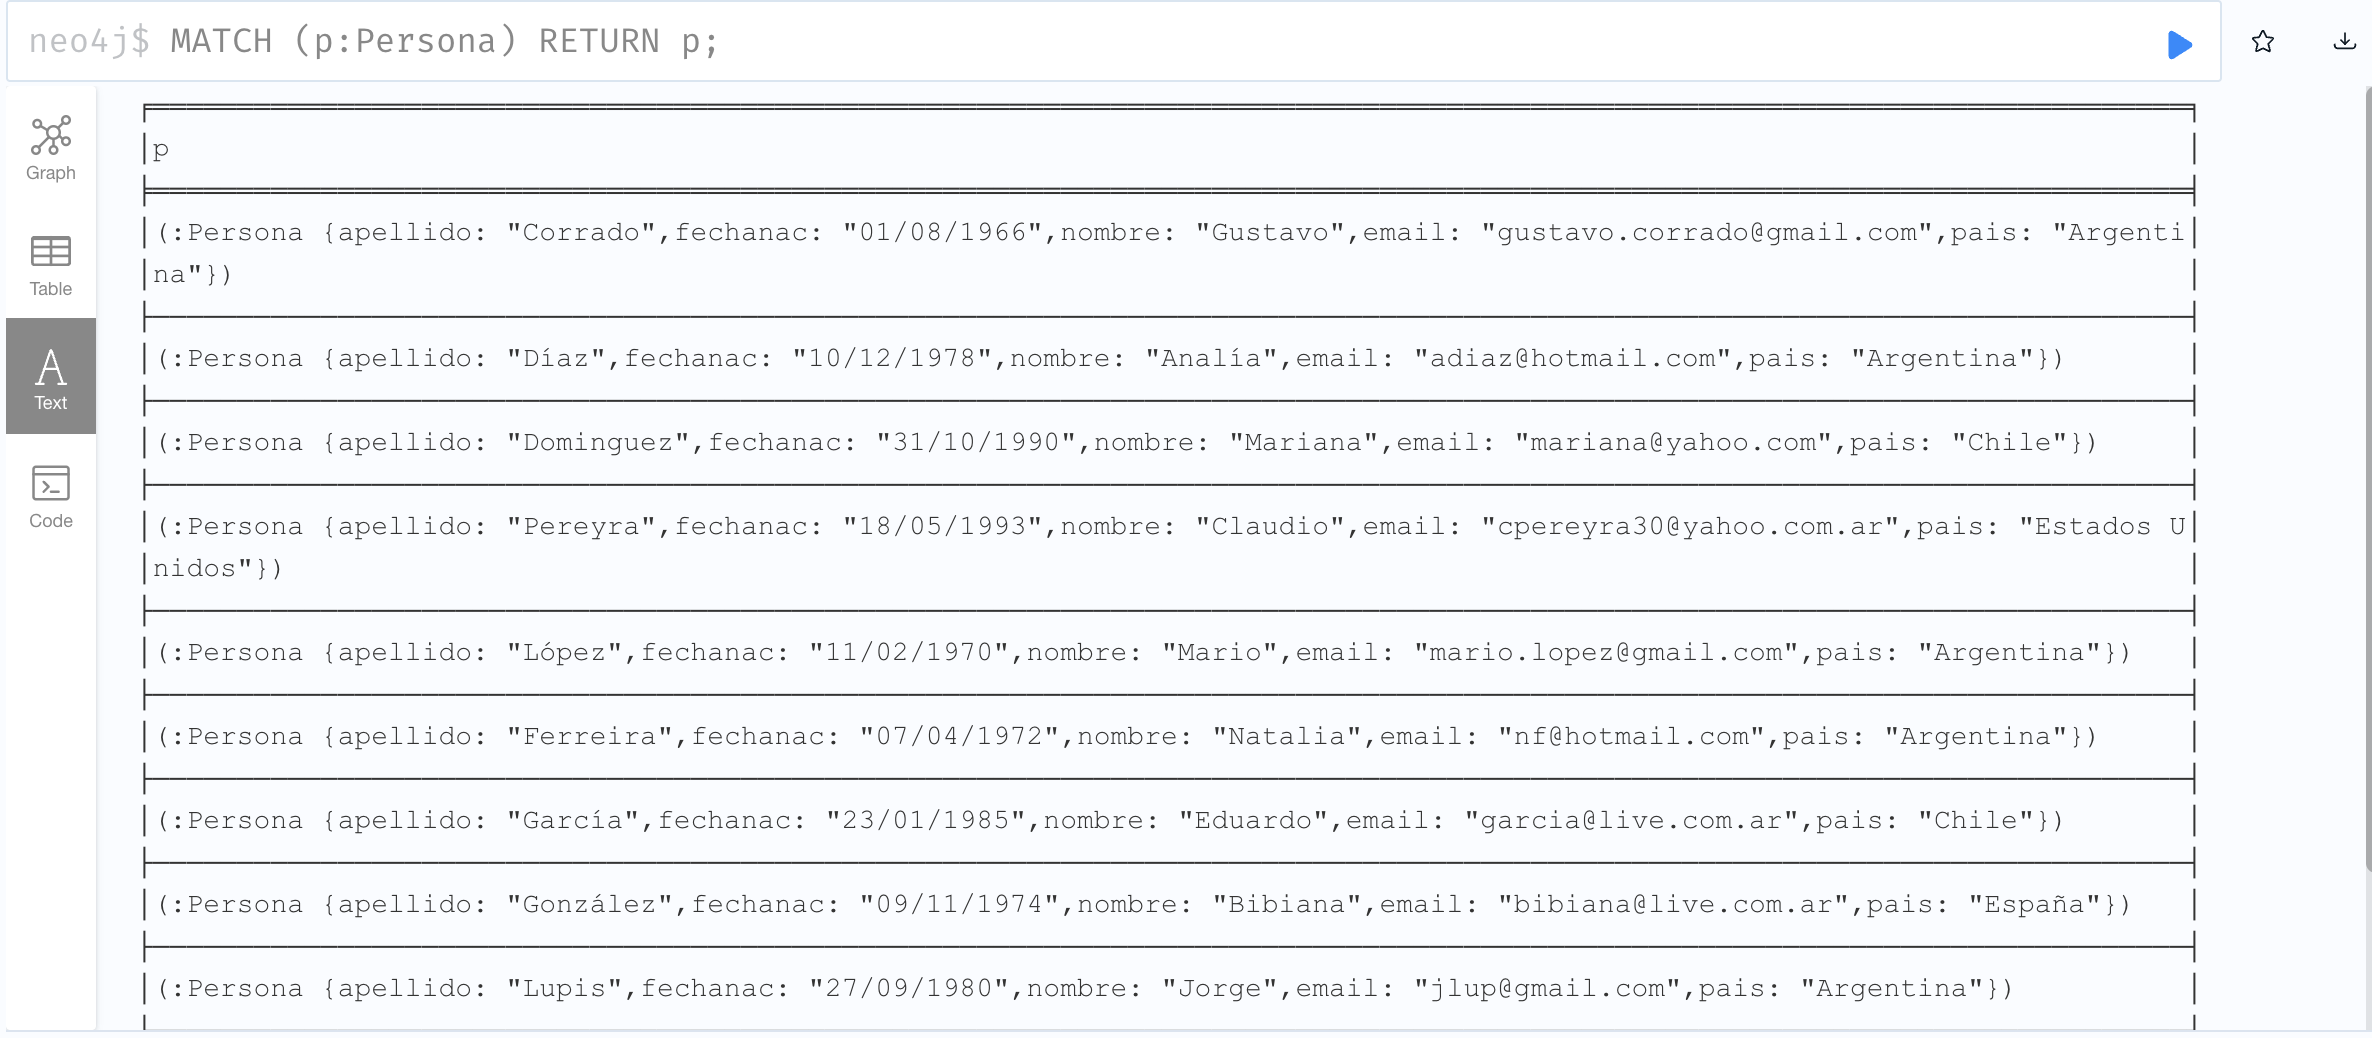 neo4j$ MATCH (p:Persona) RETURN p;
Graph
Table
Text
Code
p
(:Persona {apellido: "Corrado",fechanac: "01/08/1966",nombre: "Gustavo",email: "gustavo.corrado@gmail.com",pais: "Argenti
na"})
(:Persona {apellido: "Díaz",fechanac: "10/12/1978",nombre: "Analía",email: "adiaz@hotmail.com",pais: "Argentina"})
(:Persona {apellido: "Dominguez",fechanac: "31/10/1990",nombre: "Mariana",email: "mariana@yahoo.com",pais: "Chile"})
(:Persona {apellido: "Pereyra",fechanac: "18/05/1993",nombre: "Claudio",email: "cpereyra30@yahoo.com.ar",pais: "Estados U
nidos"})
(:Persona {apellido: "López",fechanac: "11/02/1970",nombre: "Mario",email: "mario.lopez@gmail.com",pais: "Argentina"})
(:Persona {apellido: "Ferreira",fechanac: "07/04/1972",nombre: "Natalia",email: "nf@hotmail.com",pais: "Argentina"})
(:Persona {apellido: "García",fechanac: "23/01/1985",nombre: "Eduardo",email: "garcia@live.com.ar",pais: "Chile"})
(:Persona {apellido: "González",fechanac: "09/11/1974",nombre: "Bibiana",email: "bibiana@live.com.ar",pais: "España"})
(:Persona {apellido: "Lupis",fechanac: "27/09/1980",nombre: "Jorge",email: "jlup@gmail.com",pais: "Argentina"})